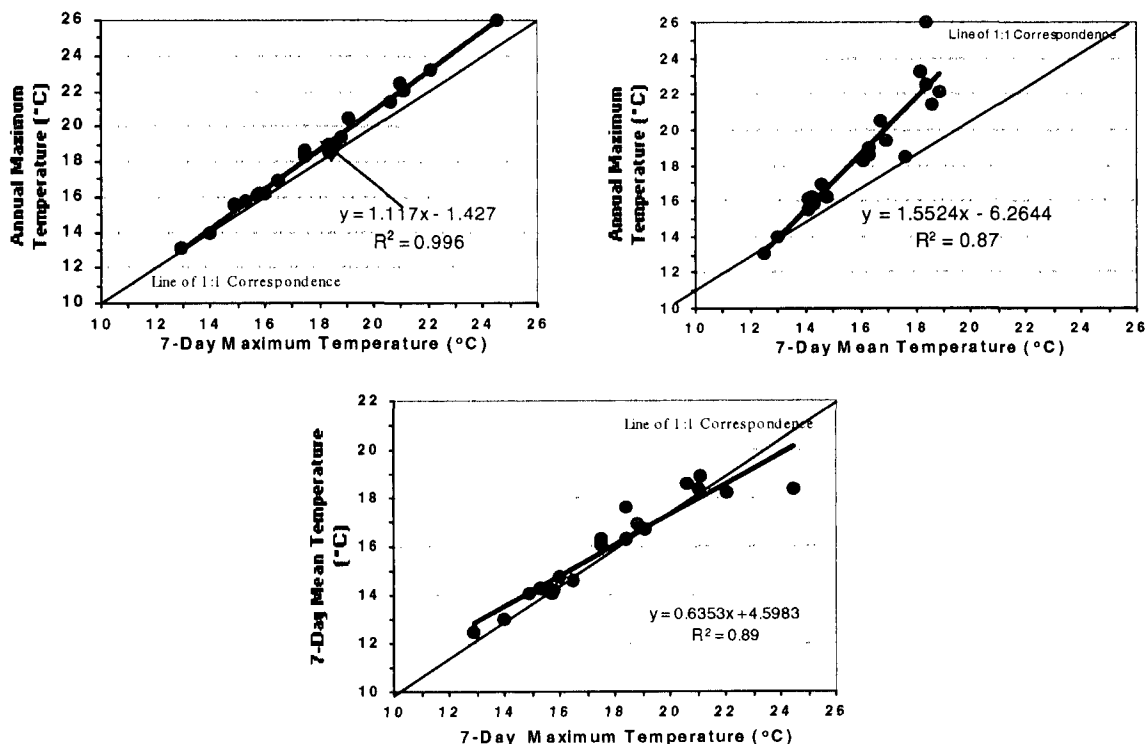 26
24
22
20
18
16
14
12
10
Annual Maximum
Temperature (°C)
y = 1.117x - 1.427
R² = 0.996
Line of 1:1 Correspondence
10 12 14 16 18 20 22 24 26
7-Day Maximum Temperature (°C)
26
24
22
20
18
16
14
12
10
Annual Maximum
Temperature (°C)
Line of 1:1 Correspondence
y = 1.5524x - 6.2644
R² = 0.87
10 12 14 16 18 20 22 24 26
7-Day Mean Temperature (°C)
22
20
18
16
14
12
10
7-Day Mean Temperature
(°C)
Line of 1:1 Correspondence
y = 0.6353x + 4.5983
R² = 0.89
10 12 14 16 18 20 22 24 26
7-Day Maximum Temperature (°C)